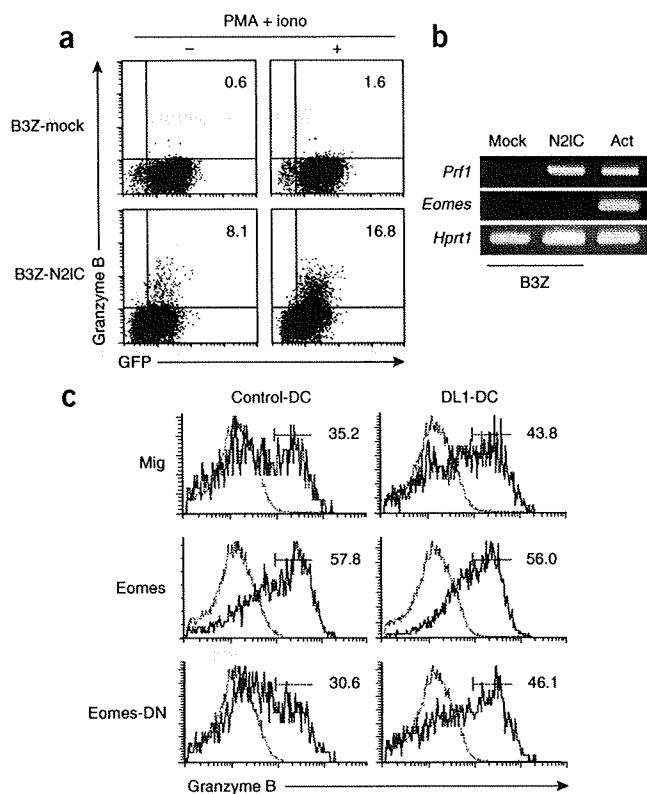 a
PMA + iono
– +
B3Z-mock
0.6
1.6
B3Z-N2IC
8.1
16.8
Granzyme B
GFP
b
Mock N2IC Act
Prf1
Eomes
Hprt1
B3Z
c
Control-DC DL1-DC
Mig
35.2
43.8
Eomes
57.8
56.0
Eomes-DN
30.6
46.1
Granzyme B